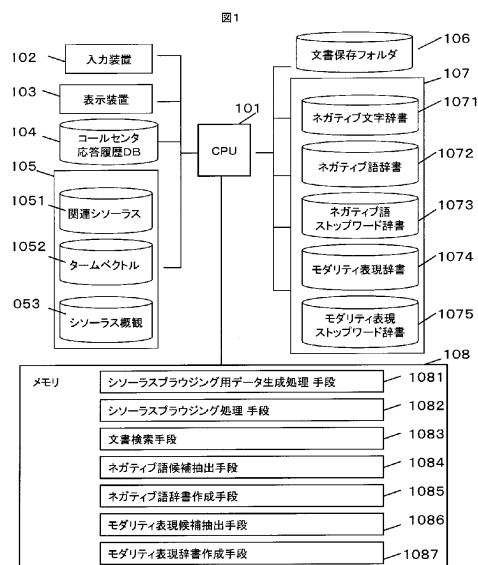 図1
102
入力装置
103
表示装置
104
コールセンタ
応答履歴DB
105
1051
関連シソーラス
1052
タームベクトル
053
シソーラス概観
101
CPU
106
文書保存フォルダ
107
1071
ネガティブ文字辞書
1072
ネガティブ語辞書
1073
ネガティブ語
ストップワード辞書
1074
モダリティ表現辞書
1075
モダリティ表現
ストップワード辞書
108
メモリ
シソーラスブラウジング用データ生成処理 手段
1081
シソーラスブラウジング処理 手段
1082
文書検索手段
1083
ネガティブ語候補抽出手段
1084
ネガティブ語辞書作成手段
1085
モダリティ表現候補抽出手段
1086
モダリティ表現辞書作成手段
1087